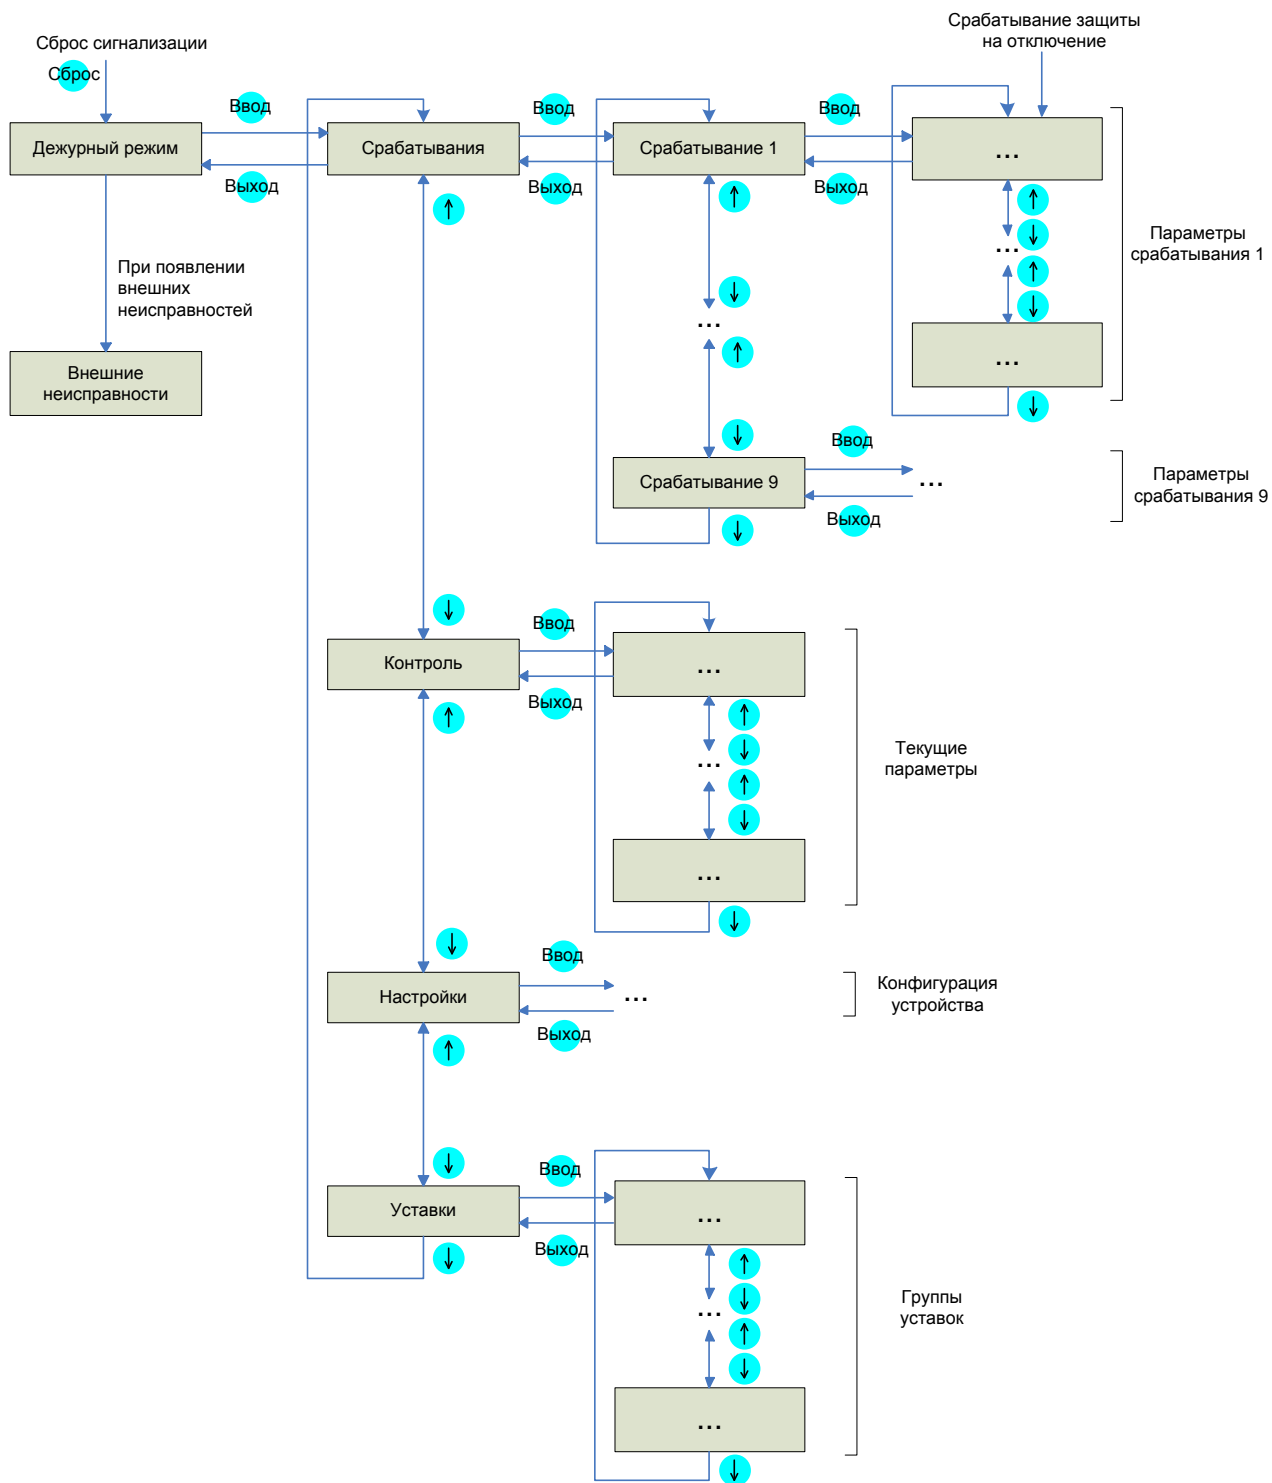 Сброс сигнализации
Сброс
Срабатывание защиты
на отключение
Ввод
Ввод
Ввод
Дежурный режим
Срабатывания
Срабатывание 1
...
Выход
Выход
Выход
↑
↑
↑
↓
...
↑
↓
Параметры
срабатывания 1
При появлении
внешних
неисправностей
↓
...
↑
Внешние
неисправности
...
↓
↓
Ввод
Срабатывание 9
...
Выход
↓
Параметры
срабатывания 9
↓
Ввод
Контроль
...
Выход
↑
↑
↓
...
↑
↓
Текущие
параметры
...
↓
↓
Ввод
Настройки
...
Выход
Конфигурация
устройства
↑
↓
Ввод
Уставки
...
Выход
↓
↑
↓
...
↑
↓
Группы
уставок
...
↓